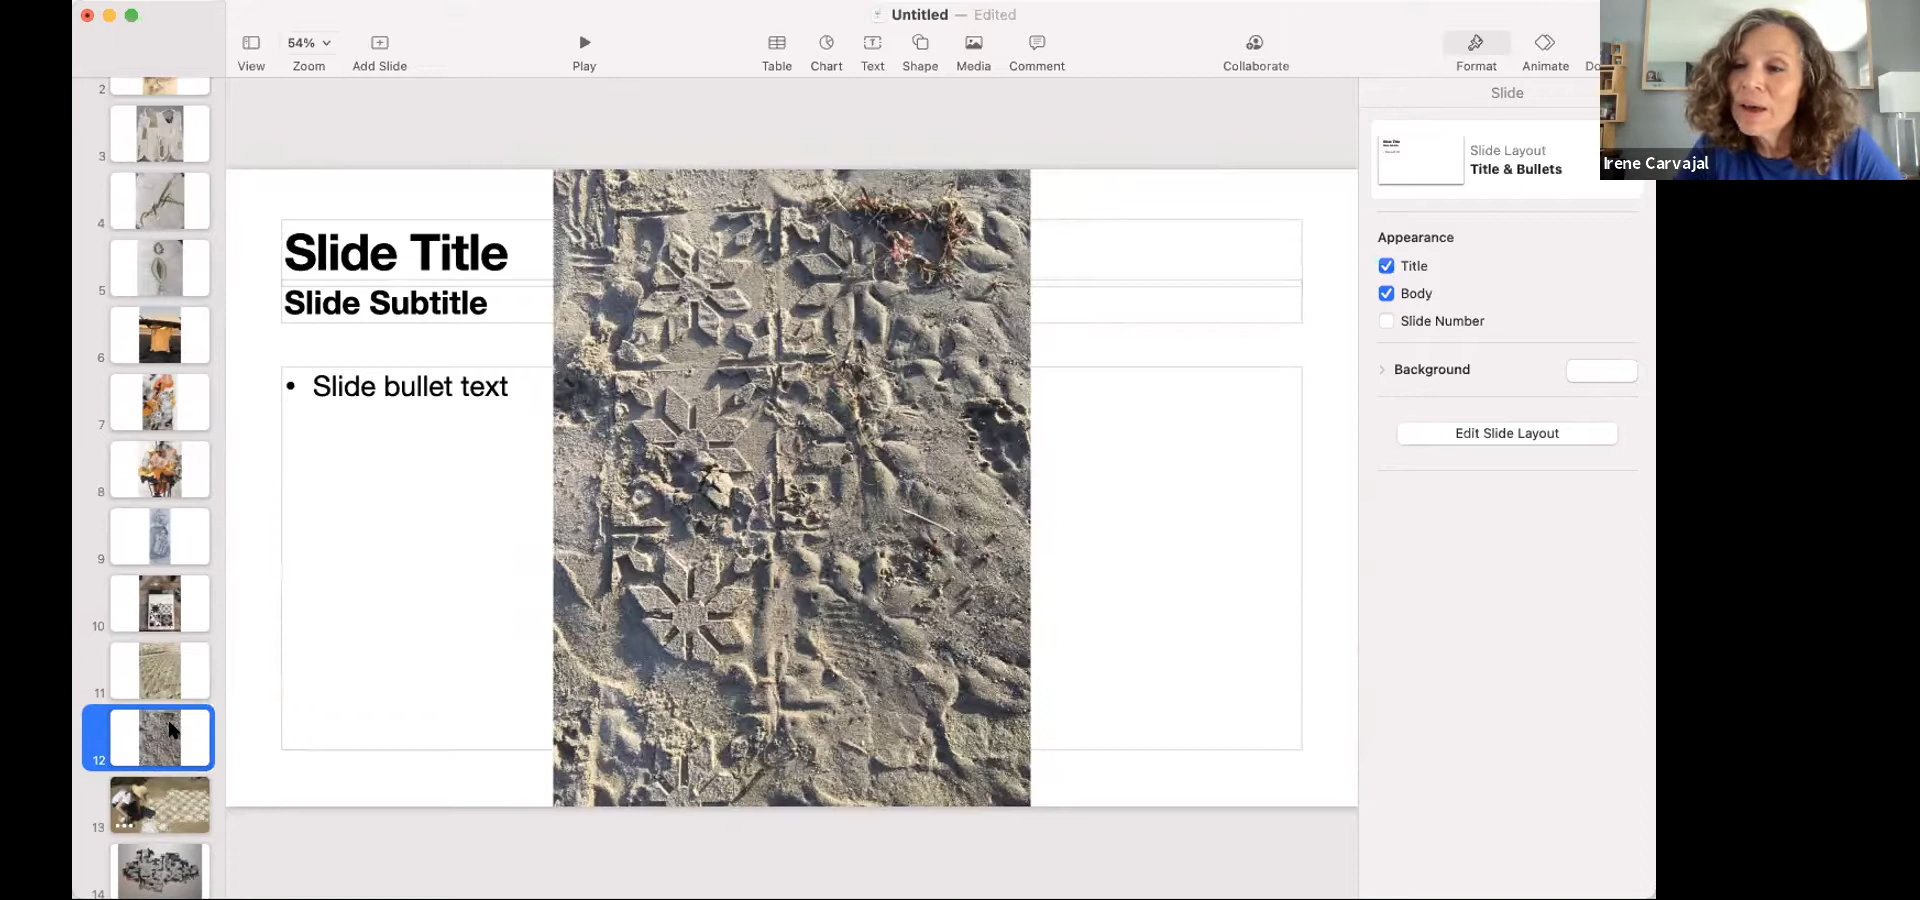 Untitled — Edited
View
54%
Zoom
Add Slide
Play
Table
Chart
Text
Shape
Media
Comment
Collaborate
Format
Animate
Slide
Irene Carvajal
Slide Layout
Title & Bullets
Appearance
Title
Body
Slide Number
Background
Edit Slide Layout
Slide Title
Slide Subtitle
• Slide bullet text
2
3
4
5
6
7
8
9
10
11
12
13
14